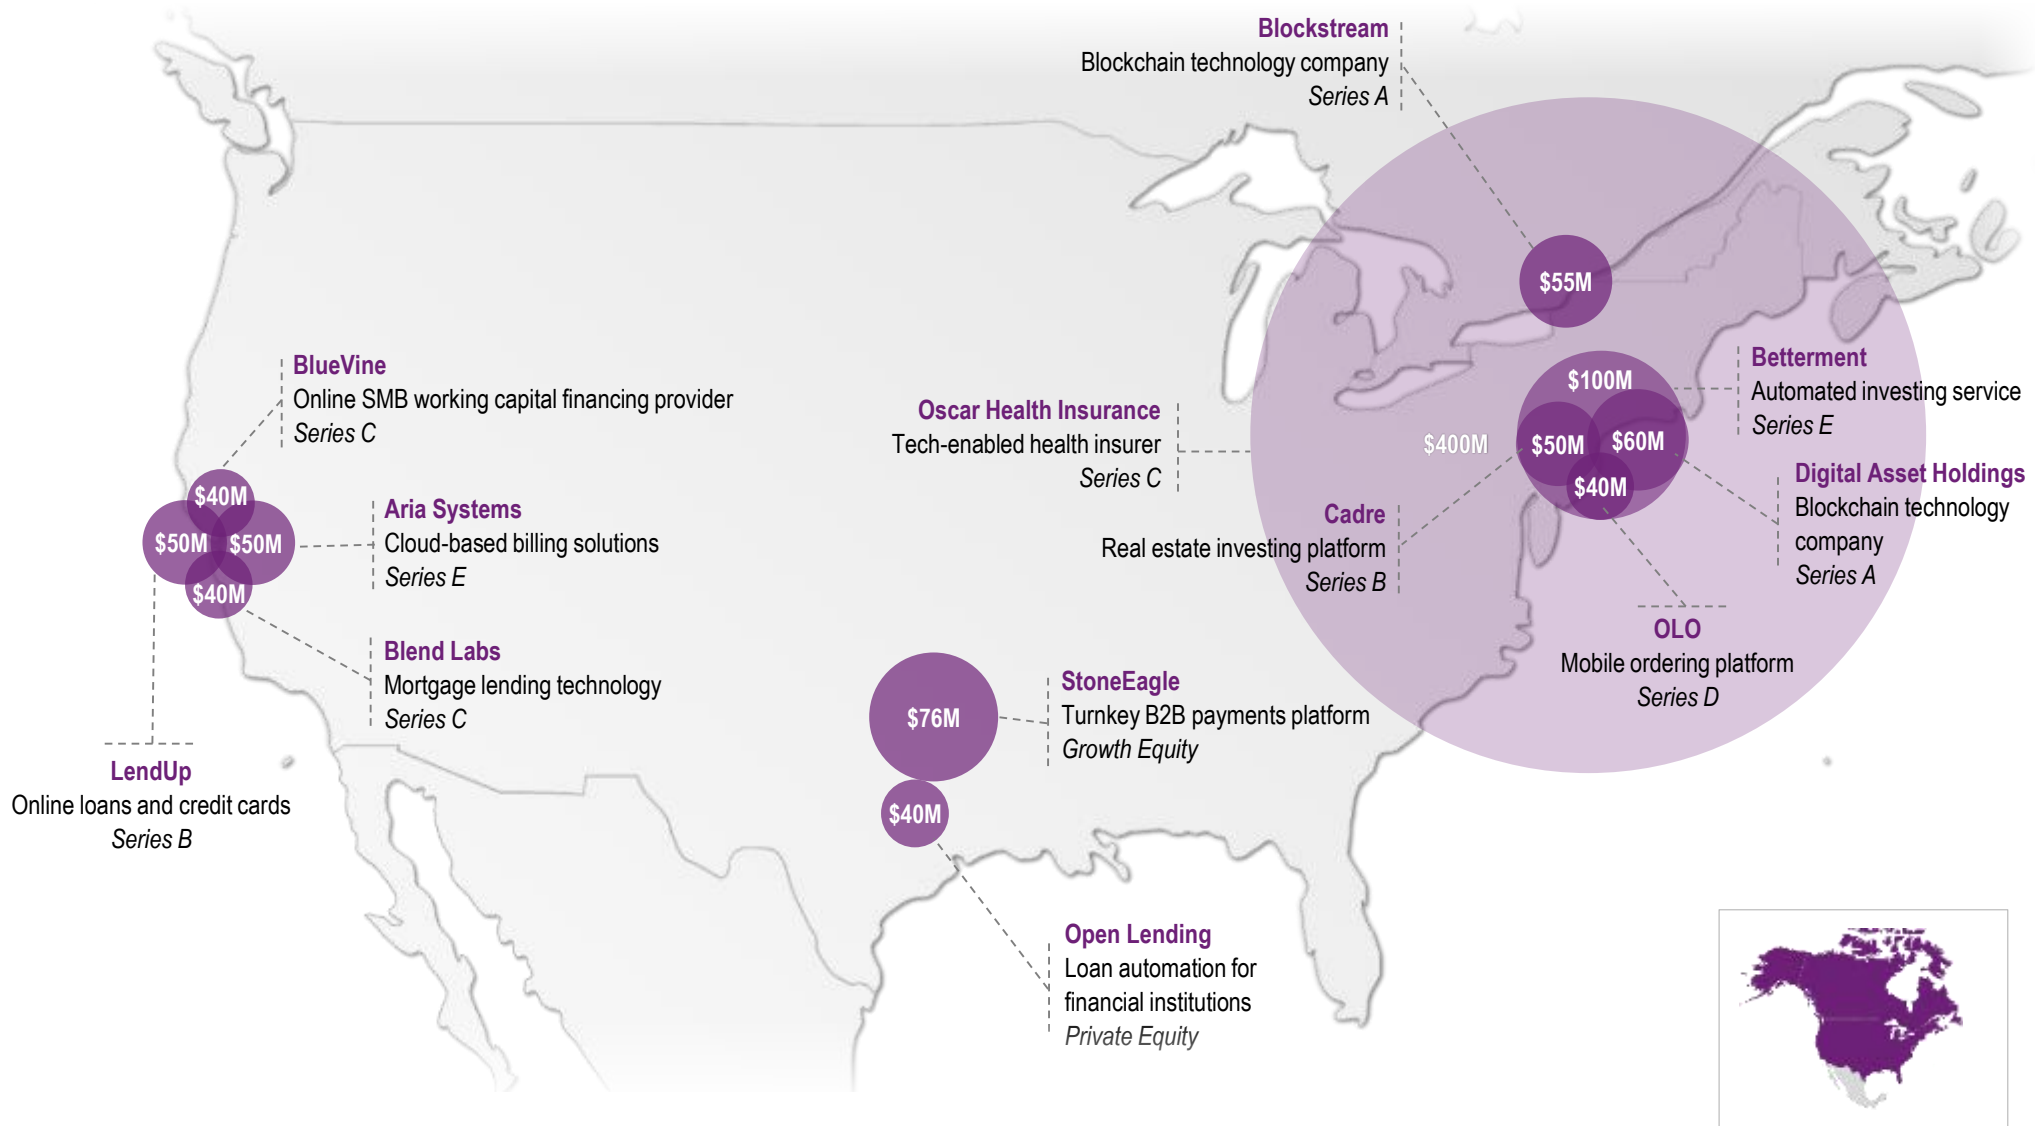 Blockstream
Blockchain technology company
Series A
$55M
BlueVine
Online SMB working capital financing provider
Series C
$40M
$50M
$50M
$40M
Aria Systems
Cloud-based billing solutions
Series E
Blend Labs
Mortgage lending technology
Series C
LendUp
Online loans and credit cards
Series B
Oscar Health Insurance
Tech-enabled health insurer
Series C
$400M
$100M
$50M
$60M
$40M
Betterment
Automated investing service
Series E
Digital Asset Holdings
Blockchain technology
company
Series A
Cadre
Real estate investing platform
Series B
OLO
Mobile ordering platform
Series D
$76M
StoneEagle
Turnkey B2B payments platform
Growth Equity
$40M
Open Lending
Loan automation for
financial institutions
Private Equity